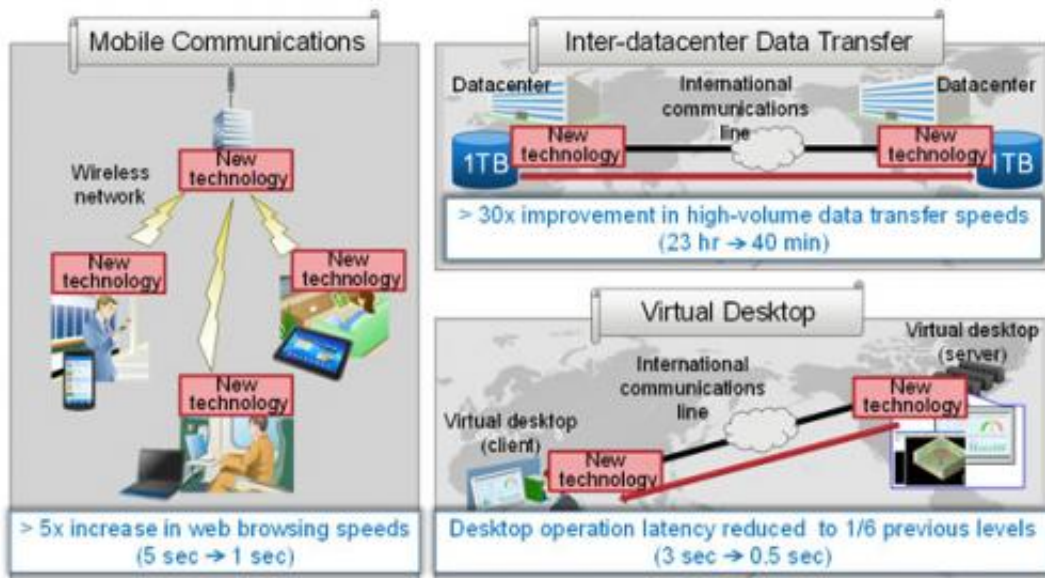 Mobile Communications
New
technology
Wireless
network
New
technology
New
technology
New
technology
> 5x increase in web browsing speeds
(5 sec → 1 sec)
Inter-datacenter Data Transfer
Datacenter
International
communications
line
Datacenter
New
technology
New
technology
1TB
1TB
> 30x improvement in high-volume data transfer speeds
(23 hr → 40 min)
Virtual Desktop
Virtual desktop
(server)
International
communications
line
New
technology
Virtual desktop
(client)
New
technology
Desktop operation latency reduced to 1/6 previous levels
(3 sec → 0.5 sec)